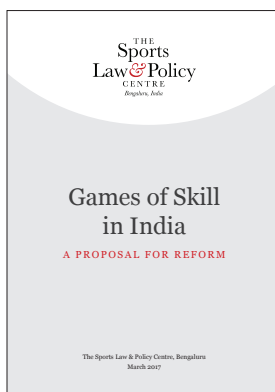 THE
Sports
Law&Policy
CENTRE
Bengaluru, India
Games of Skill
in India
A PROPOSAL FOR REFORM
The Sports Law & Policy Centre, Bengaluru
March 2017